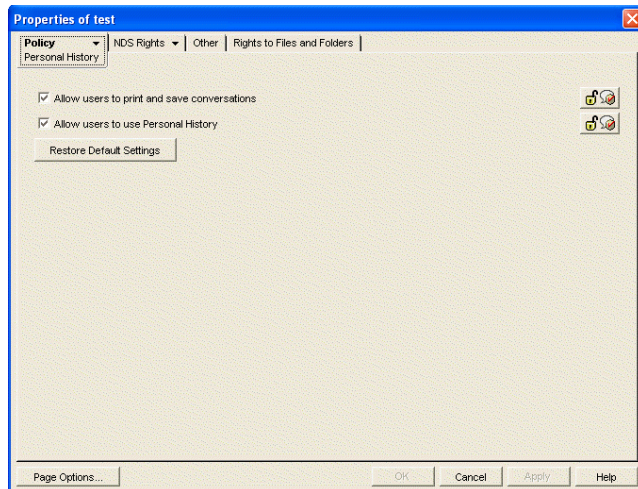 Properties of test
Policy NDS Rights Other Rights to Files and Folders
Personal History
Allow users to print and save conversations
Allow users to use Personal History
Restore Default Settings
Page Options... OK Cancel Apply Help